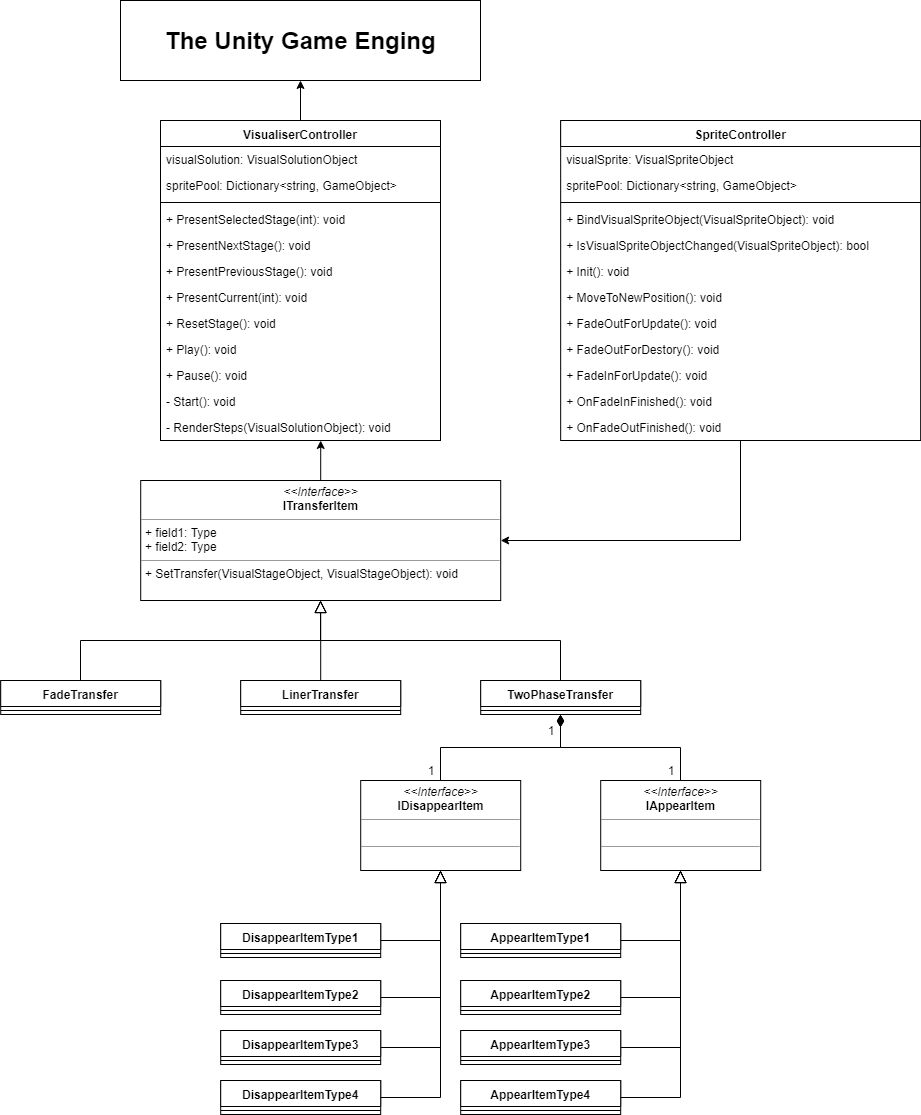 The Unity Game Enging
VisualiserController
visualSolution: VisualSolutionObject
spritePool: Dictionary<string, GameObject>
+ PresentSelectedStage(int): void
+ PresentNextStage(): void
+ PresentPreviousStage(): void
+ PresentCurrent(int): void
+ ResetStage(): void
+ Play(): void
+ Pause(): void
- Start(): void
- RenderSteps(VisualSolutionObject): void
SpriteController
visualSprite: VisualSpriteObject
spritePool: Dictionary<string, GameObject>
+ BindVisualSpriteObject(VisualSpriteObject): void
+ IsVisualSpriteObjectChanged(VisualSpriteObject): bool
+ Init(): void
+ MoveToNewPosition(): void
+ FadeOutForUpdate(): void
+ FadeOutForDestory(): void
+ FadeInForUpdate(): void
+ OnFadeInFinished(): void
+ OnFadeOutFinished(): void
<<Interface>>
ITransferItem
+ field1: Type
+ field2: Type
+ SetTransfer(VisualStageObject, VisualStageObject): void
FadeTransfer
LinerTransfer
TwoPhaseTransfer
1
1
1
<<Interface>>
IDisappearItem
<<Interface>>
IAppearItem
DisappearItemType1
AppearItemType1
DisappearItemType2
AppearItemType2
DisappearItemType3
AppearItemType3
DisappearItemType4
AppearItemType4